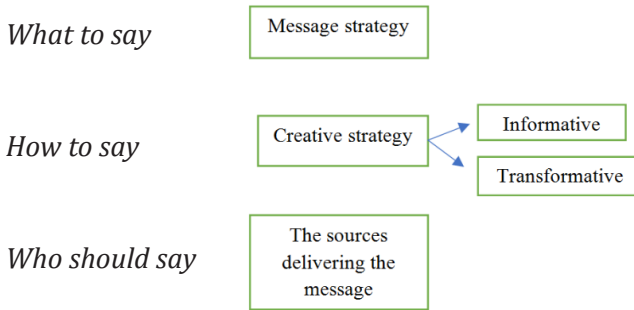 What to say
Message strategy
How to say
Creative strategy
Informative
Transformative
Who should say
The sources
delivering the
message